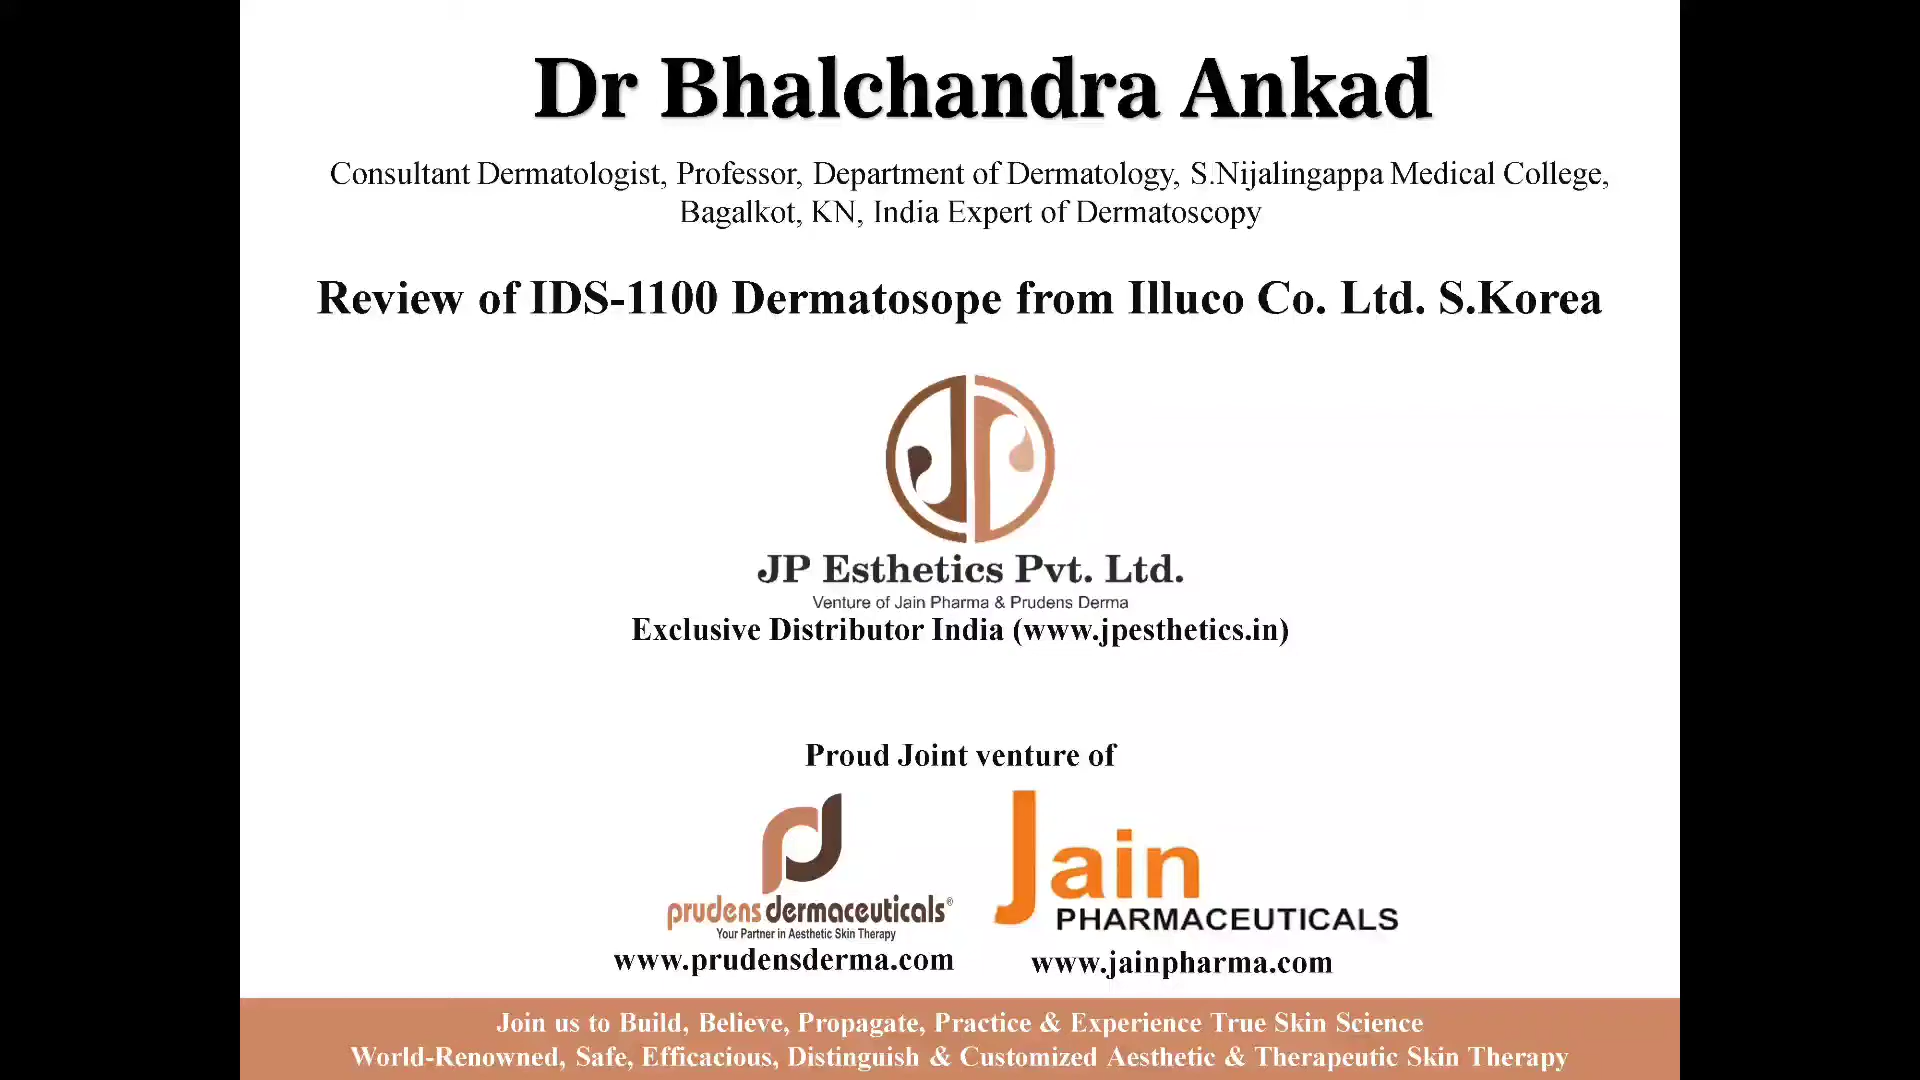 Dr Bhalchandra Ankad
Consultant Dermatologist, Professor, Department of Dermatology, S.Nijalingappa Medical College,
Bagalkot, KN, India Expert of Dermatoscopy
Review of IDS-1100 Dermatosope from Illuco Co. Ltd. S.Korea
JP Esthetics Pvt. Ltd.
Venture of Jain Pharma & Prudens Derma
Exclusive Distributor India (www.jpesthetics.in)
Proud Joint venture of
prudens dermaceuticals®
Your Partner in Aesthetic Skin Therapy
www.prudensderma.com
Jain
PHARMACEUTICALS
www.jainpharma.com
Join us to Build, Believe, Propagate, Practice & Experience True Skin Science
World-Renowned, Safe, Efficacious, Distinguish & Customized Aesthetic & Therapeutic Skin Therapy